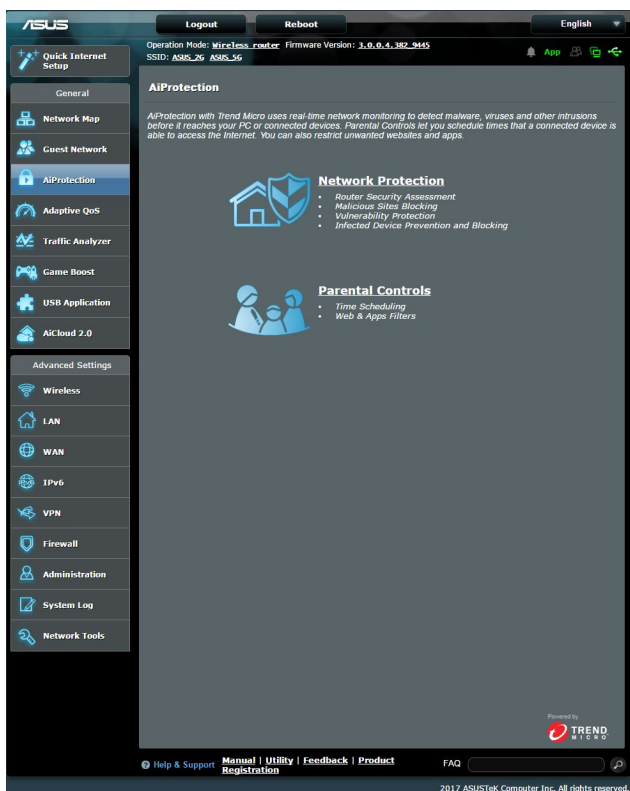 ASUS
Logout
Reboot
English
Quick Internet
Setup
Operation Mode: Wireless router Firmware Version: 3.0.0.4.382_9445
SSID: ASUS_2G ASUS_5G
App
General
Network Map
Guest Network
AiProtection
Adaptive QoS
Traffic Analyzer
Game Boost
USB Application
AiCloud 2.0
Advanced Settings
Wireless
LAN
WAN
IPv6
VPN
Firewall
Administration
System Log
Network Tools
AiProtection
AiProtection with Trend Micro uses real-time network monitoring to detect malware, viruses and other intrusions
before it reaches your PC or connected devices. Parental Controls let you schedule times that a connected device is
able to access the Internet. You can also restrict unwanted websites and apps.
Network Protection
• Router Security Assessment
• Malicious Sites Blocking
• Vulnerability Protection
• Infected Device Prevention and Blocking
Parental Controls
• Time Scheduling
• Web & Apps Filters
Powered by
TREND
MICRO
Help & Support
Manual | Utility | Feedback | Product
Registration
FAQ
2017 ASUSTeK Computer Inc. All rights reserved.